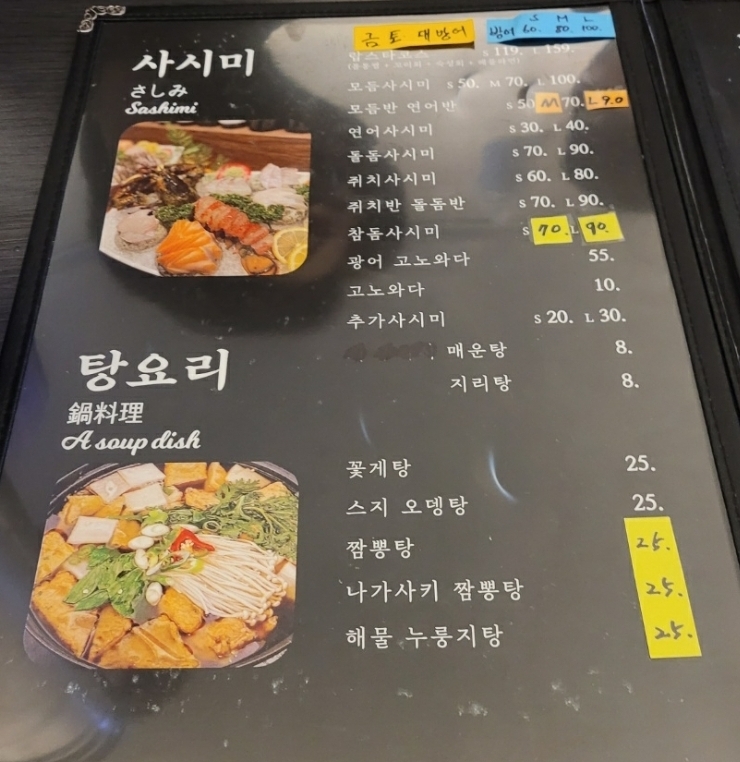 금토 대방어
S M L
방어 60. 80. 100.
사시미
さしみ
Sashimi
S 119. L 159.
모듬사시미 S 50. M 70. L 100.
모듬반 연어반 S 50 M 70. L 90
연어사시미 S 30. L 40.
돌돔사시미 S 70. L 90.
쥐치사시미 S 60. L 80.
쥐치반 돌돔반 S 70. L 90.
참돔사시미 S 70. L 90.
광어 고노와다 55.
고노와다 10.
추가사시미 S 20. L 30.
매운탕 8.
지리탕 8.
탕요리
鍋料理
A soup dish
꽃게탕 25.
스지 오뎅탕 25.
짬뽕탕 25.
나가사키 짬뽕탕 25.
해물 누룽지탕 25.